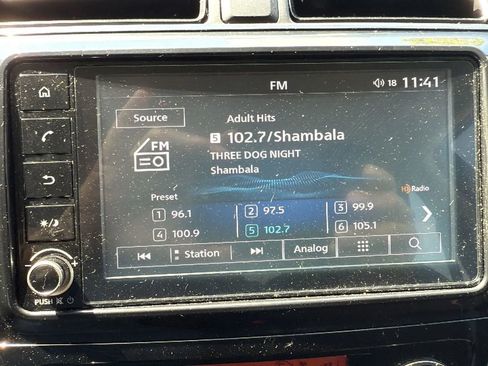 FM
18 11:41
Source
Adult Hits
5 102.7/Shambala
FM
THREE DOG NIGHT
Shambala
HD Radio
Preset
1 96.1
2 97.5
3 99.9
4 100.9
5 102.7
6 105.1
Station
Analog
PUSH